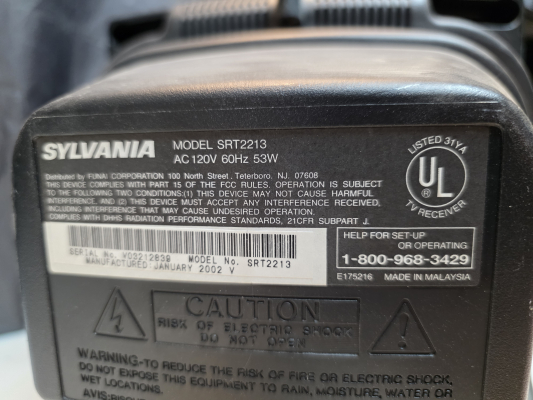 SYLVANIA
MODEL SRT2213
AC 120V 60Hz 53W
Distributed by FUNAI CORPORATION 100 North Street , Teterboro, NJ. 07608
THIS DEVICE COMPLIES WITH PART 15 OF THE FCC RULES. OPERATION IS SUBJECT
TO THE FOLLOWING TWO CONDITIONS:(1) THIS DEVICE MAY NOT CAUSE HARMFUL
INTERFERENCE, AND (2) THIS DEVICE MUST ACCEPT ANY INTERFERENCE RECEIVED,
INCLUDING INTERFERENCE THAT MAY CAUSE UNDESIRED OPERATION.
COMPLIES WITH DHHS RADIATION PERFORMANCE STANDARDS, 21CFR SUBPART J.
LISTED 31YA
UL
TV RECEIVER
SERIAL No. V03212839 MODEL No. SRT2213
MANUFACTURED:JANUARY 2002 V
HELP FOR SET-UP
OR OPERATING
1-800-968-3429
E175216 MADE IN MALAYSIA
CAUTION
RISK OF ELECTRIC SHOCK
DO NOT OPEN
WARNING-TO REDUCE THE RISK OF FIRE OR ELECTRIC SHOCK,
DO NOT EXPOSE THIS EQUIPMENT TO RAIN, MOISTURE, WATER OR
WET LOCATIONS.